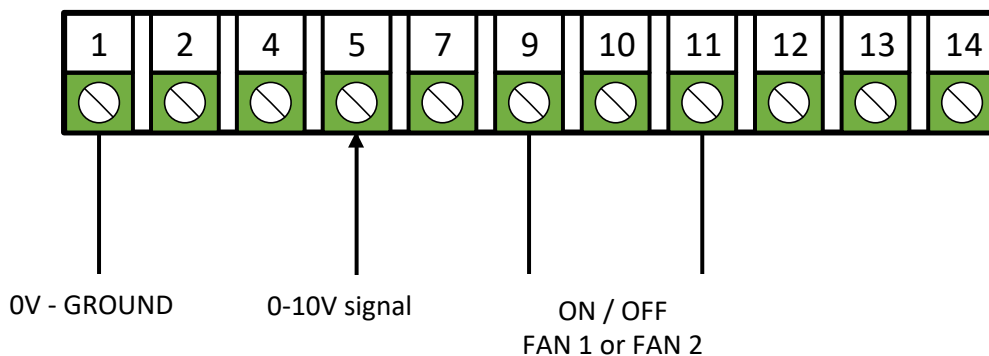 1 2 4 5 7 9 10 11 12 13 14
0V - GROUND 0-10V signal ON / OFF
FAN 1 or FAN 2